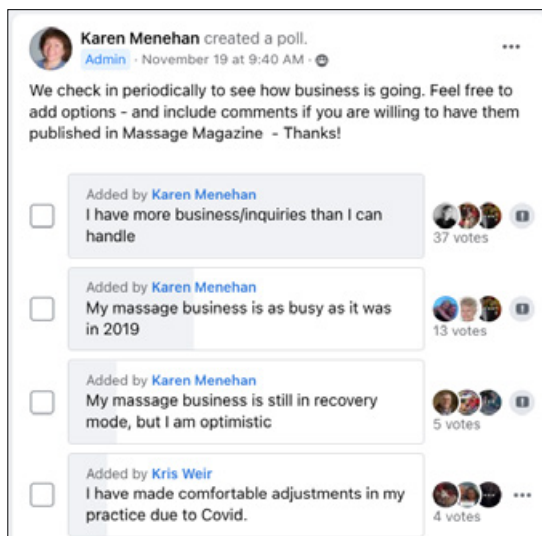 Karen Menehan created a poll.
Admin · November 19 at 9:40 AM ·
We check in periodically to see how business is going. Feel free to
add options - and include comments if you are willing to have them
published in Massage Magazine - Thanks!
Added by Karen Menehan
I have more business/inquiries than I can
handle
37 votes
Added by Karen Menehan
My massage business is as busy as it was
in 2019
13 votes
Added by Karen Menehan
My massage business is still in recovery
mode, but I am optimistic
5 votes
Added by Kris Weir
I have made comfortable adjustments in my
practice due to Covid.
4 votes